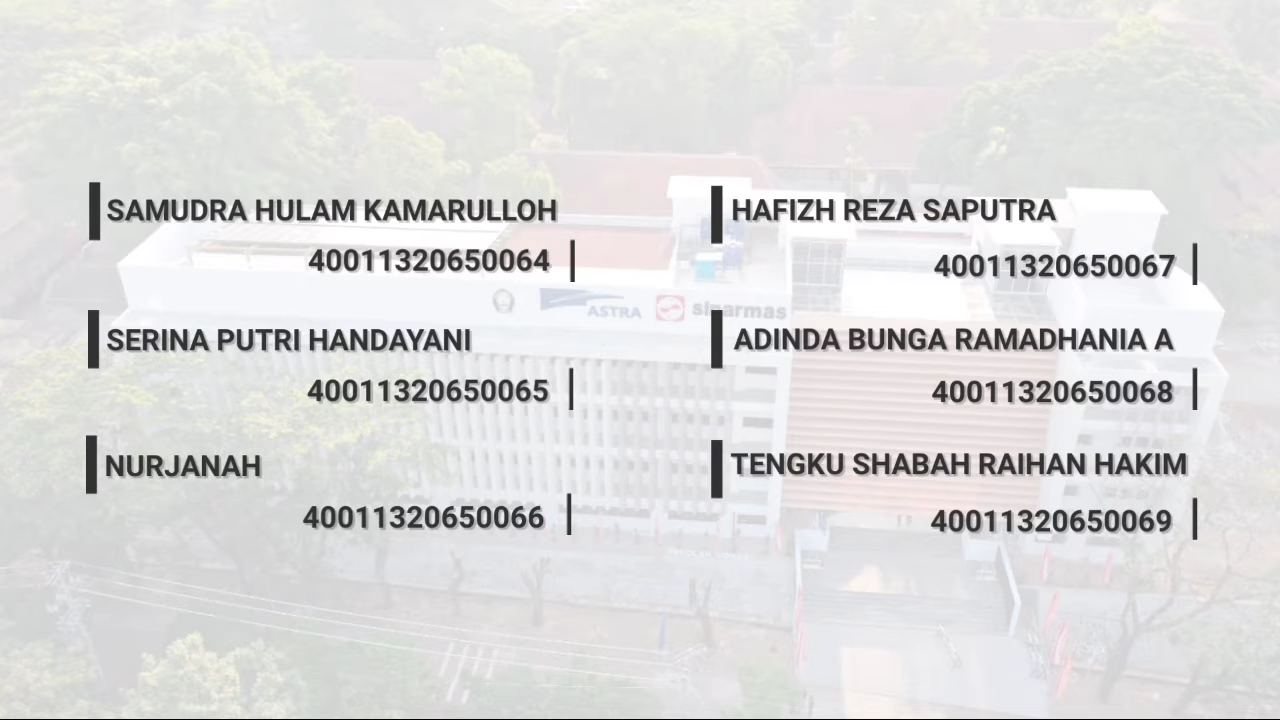 SAMUDRA HULAM KAMARULLOH
40011320650064
SERINA PUTRI HANDAYANI
40011320650065
NURJANAH
40011320650066
HAFIZH REZA SAPUTRA
40011320650067
ADINDA BUNGA RAMADHANIA A
40011320650068
TENGKU SHABAH RAIHAN HAKIM
40011320650069
ASTRA
sinarmas